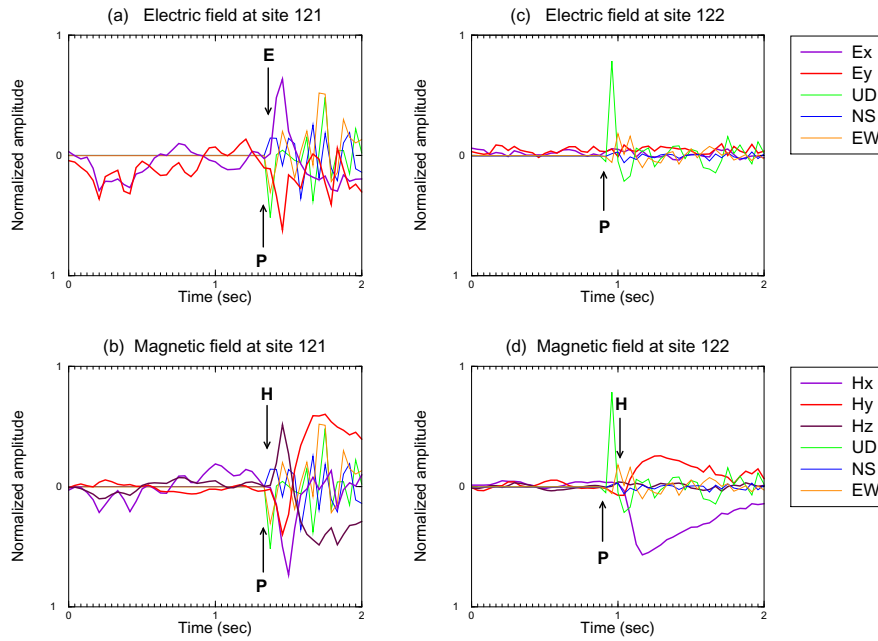 (a) Electric field at site 121
1
Normalized amplitude
0
1
0
1
2
Time (sec)
E
P
(c) Electric field at site 122
1
Normalized amplitude
0
1
0
1
2
Time (sec)
P
Ex
Ey
UD
NS
EW
(b) Magnetic field at site 121
1
Normalized amplitude
0
1
0
1
2
Time (sec)
H
P
(d) Magnetic field at site 122
1
Normalized amplitude
0
1
0
1
2
Time (sec)
H
P
Hx
Hy
Hz
UD
NS
EW